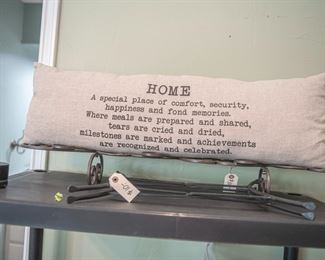 HOME
A special place of comfort, security,
happiness and fond memories.
Where meals are prepared and shared,
tears are cried and dried,
milestones are marked and achievements
are recognized and celebrated.